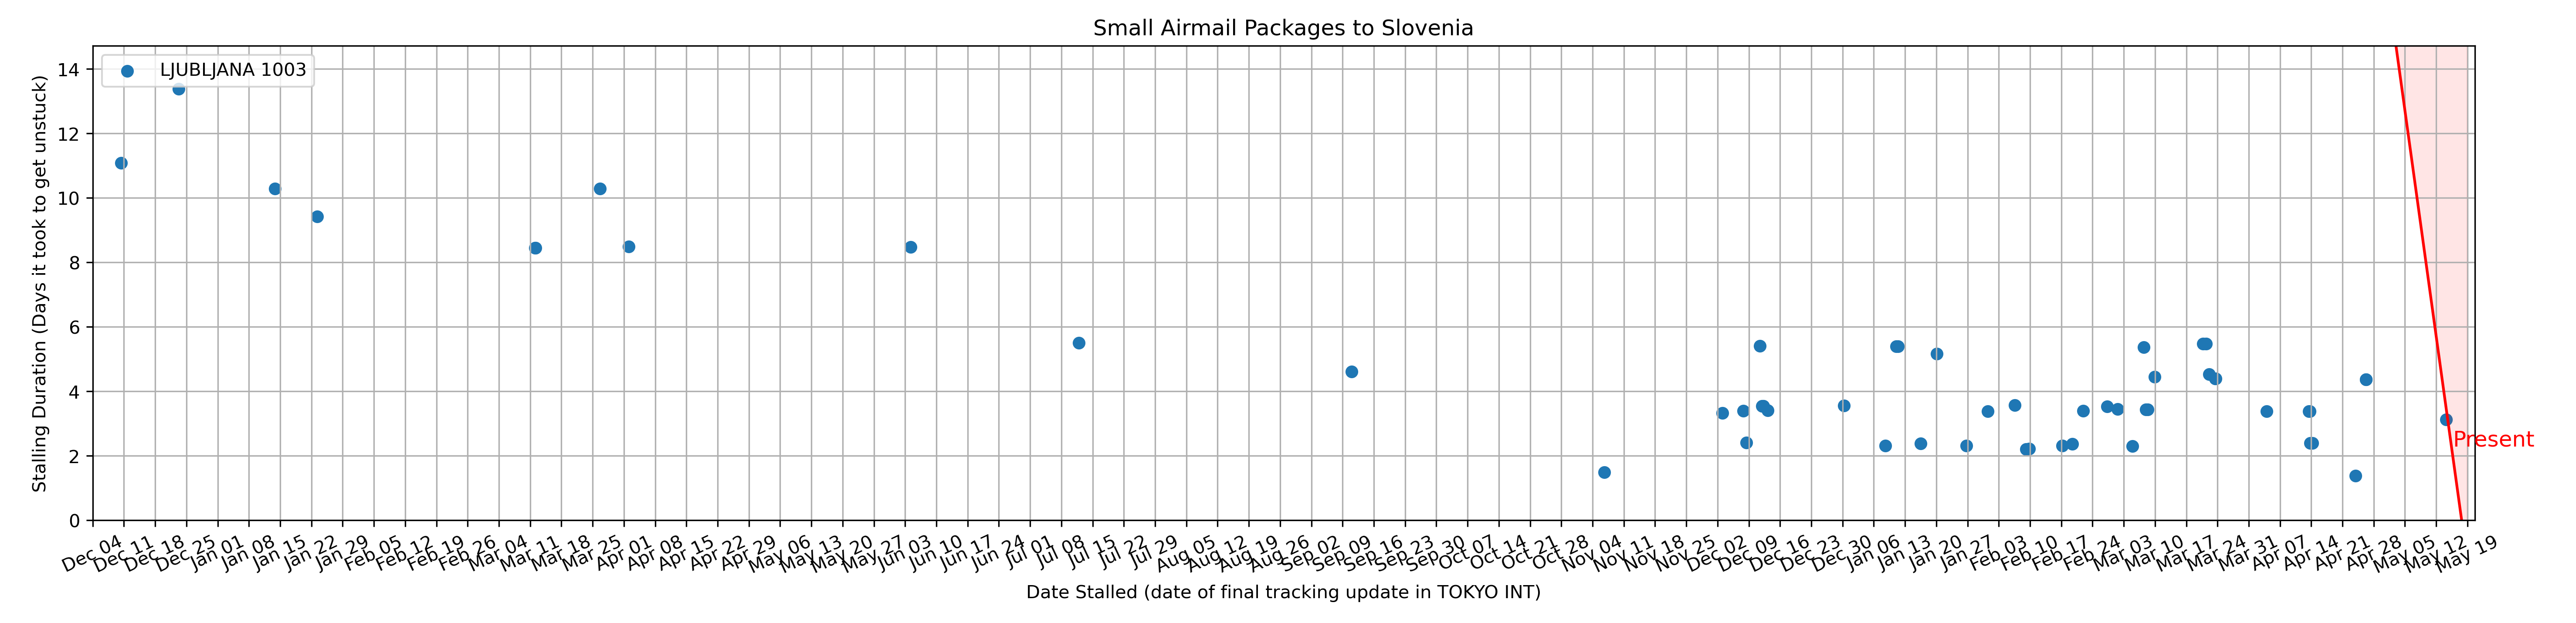 Small Airmail Packages to Slovenia
LJUBLJANA 1003
Stalling Duration (Days it took to get unstuck)
14
12
10
8
6
4
2
0
Present
Dec 04
Dec 11
Dec 18
Dec 25
Jan 01
Jan 08
Jan 15
Jan 22
Jan 29
Feb 05
Feb 12
Feb 19
Feb 26
Mar 04
Mar 11
Mar 18
Mar 25
Apr 01
Apr 08
Apr 15
Apr 22
Apr 29
May 06
May 13
May 20
May 27
Jun 03
Jun 10
Jun 17
Jun 24
Jul 01
Jul 08
Jul 15
Jul 22
Jul 29
Aug 05
Aug 12
Aug 19
Aug 26
Sep 02
Sep 09
Sep 16
Sep 23
Sep 30
Oct 07
Oct 14
Oct 21
Oct 28
Nov 04
Nov 11
Nov 18
Nov 25
Dec 02
Dec 09
Dec 16
Dec 23
Dec 30
Jan 06
Jan 13
Jan 20
Jan 27
Feb 03
Feb 10
Feb 17
Feb 24
Mar 03
Mar 10
Mar 17
Mar 24
Mar 31
Apr 07
Apr 14
Apr 21
Apr 28
May 05
May 12
May 19
Date Stalled (date of final tracking update in TOKYO INT)